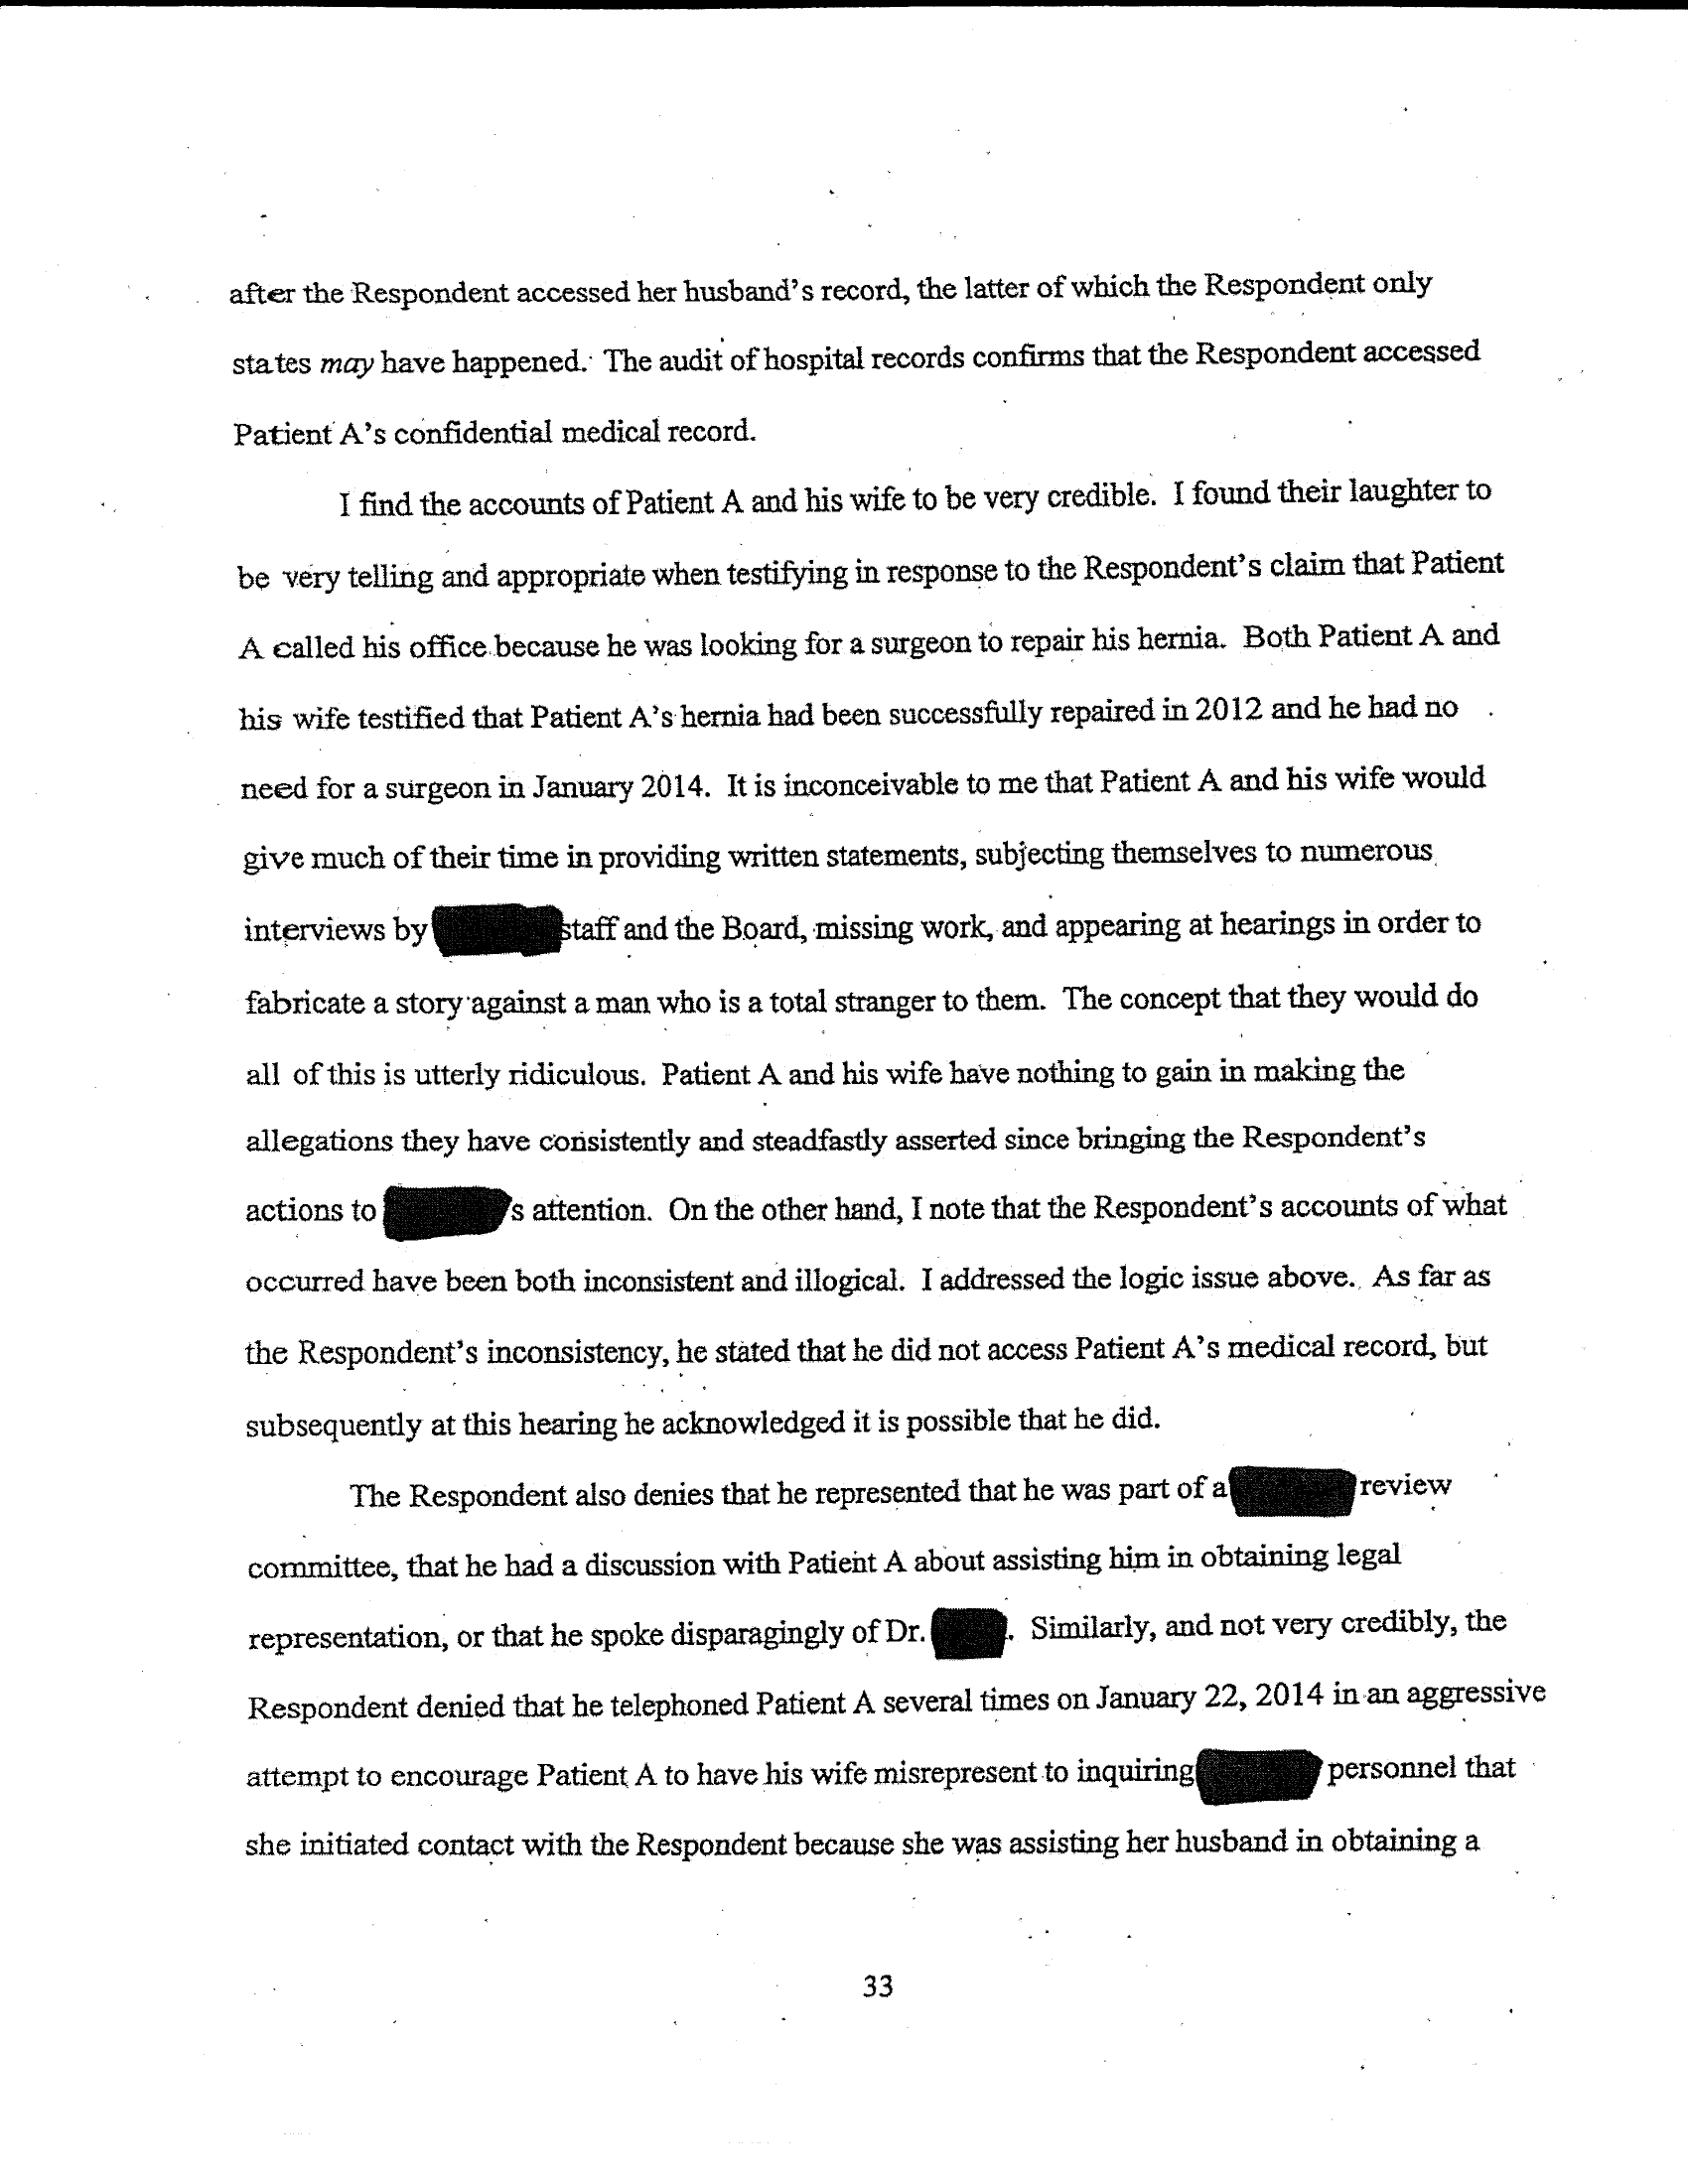 after the Respondent accessed her husband's record, the latter of which the Respondent only
states may have happened. The audit of hospital records confirms that the Respondent accessed
Patient A's confidential medical record.
I find the accounts of Patient A and his wife to be very credible. I found their laughter to
be very telling and appropriate when testifying in response to the Respondent's claim that Patient
A called his office because he was looking for a surgeon to repair his hernia. Both Patient A and
his wife testified that Patient A's hernia had been successfully repaired in 2012 and he had no
need for a surgeon in January 2014. It is inconceivable to me that Patient A and his wife would
give much of their time in providing written statements, subjecting themselves to numerous
interviews by staff and the Board, missing work, and appearing at hearings in order to
fabricate a story against a man who is a total stranger to them. The concept that they would do
all of this is utterly ridiculous. Patient A and his wife have nothing to gain in making the
allegations they have consistently and steadfastly asserted since bringing the Respondent's
actions to 's attention. On the other hand, I note that the Respondent's accounts of what
occurred have been both inconsistent and illogical. I addressed the logic issue above. As far as
the Respondent's inconsistency, he stated that he did not access Patient A's medical record, but
subsequently at this hearing he acknowledged it is possible that he did.
The Respondent also denies that he represented that he was part of a review
committee, that he had a discussion with Patient A about assisting him in obtaining legal
representation, or that he spoke disparagingly of Dr. . Similarly, and not very credibly, the
Respondent denied that he telephoned Patient A several times on January 22, 2014 in an aggressive
attempt to encourage Patient A to have his wife misrepresent to inquiring personnel that
she initiated contact with the Respondent because she was assisting her husband in obtaining a
33